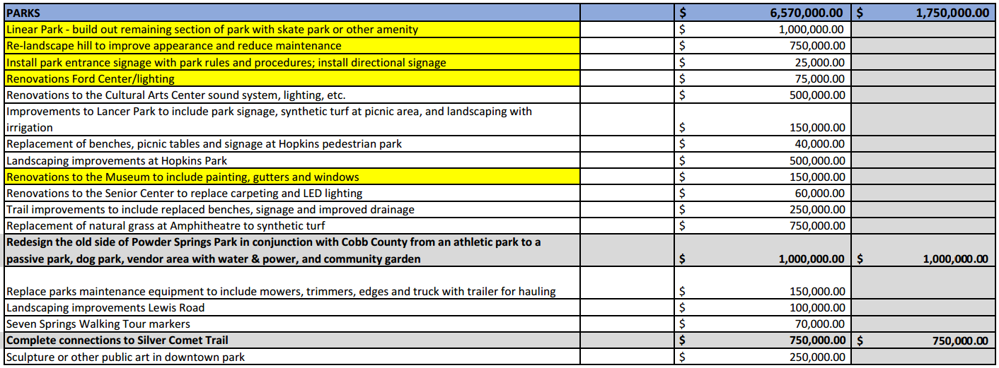 PARKS $ 6,570,000.00 $ 1,750,000.00
Linear Park - build out remaining section of park with skate park or other amenity $ 1,000,000.00
Re-landscape hill to improve appearance and reduce maintenance $ 750,000.00
Install park entrance signage with park rules and procedures; install directional signage $ 25,000.00
Renovations Ford Center/lighting $ 75,000.00
Renovations to the Cultural Arts Center sound system, lighting, etc. $ 500,000.00
Improvements to Lancer Park to include park signage, synthetic turf at picnic area, and landscaping with
irrigation $ 150,000.00
Replacement of benches, picnic tables and signage at Hopkins pedestrian park $ 40,000.00
Landscaping improvements at Hopkins Park $ 500,000.00
Renovations to the Museum to include painting, gutters and windows $ 150,000.00
Renovations to the Senior Center to replace carpeting and LED lighting $ 60,000.00
Trail improvements to include replaced benches, signage and improved drainage $ 250,000.00
Replacement of natural grass at Amphitheatre to synthetic turf $ 750,000.00
Redesign the old side of Powder Springs Park in conjunction with Cobb County from an athletic park to a
passive park, dog park, vendor area with water & power, and community garden $ 1,000,000.00 $ 1,000,000.00
Replace parks maintenance equipment to include mowers, trimmers, edges and truck with trailer for hauling $ 150,000.00
Landscaping improvements Lewis Road $ 100,000.00
Seven Springs Walking Tour markers $ 70,000.00
Complete connections to Silver Comet Trail $ 750,000.00 $ 750,000.00
Sculpture or other public art in downtown park $ 250,000.00